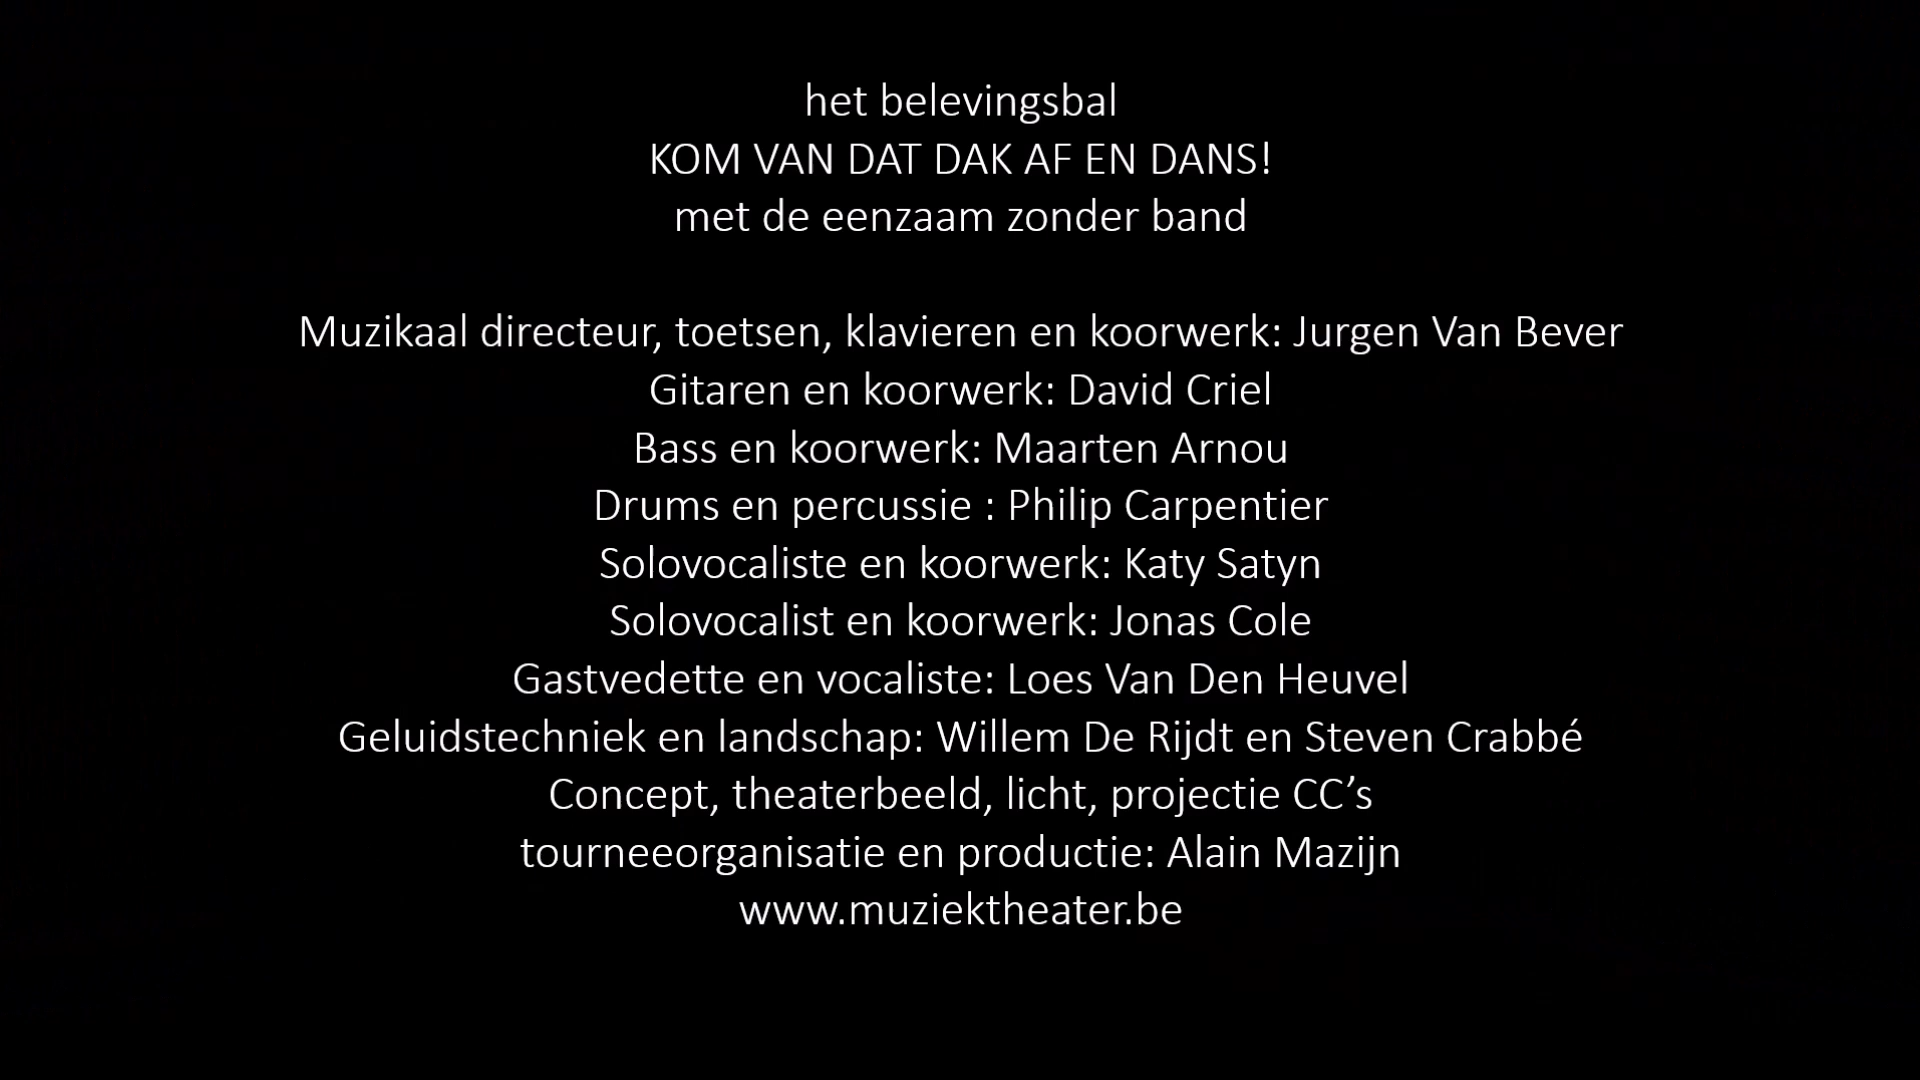 het belevingsbal
KOM VAN DAT DAK AF EN DANS!
met de eenzaam zonder band
Muzikaal directeur, toetsen, klavieren en koorwerk: Jurgen Van Bever
Gitaren en koorwerk: David Criel
Bass en koorwerk: Maarten Arnou
Drums en percussie : Philip Carpentier
Solovocaliste en koorwerk: Katy Satyn
Solovocalist en koorwerk: Jonas Cole
Gastvedette en vocaliste: Loes Van Den Heuvel
Geluidstechniek en landschap: Willem De Rijdt en Steven Crabbé
Concept, theaterbeeld, licht, projectie CC’s
tourneeorganisatie en productie: Alain Mazijn
www.muziektheater.be